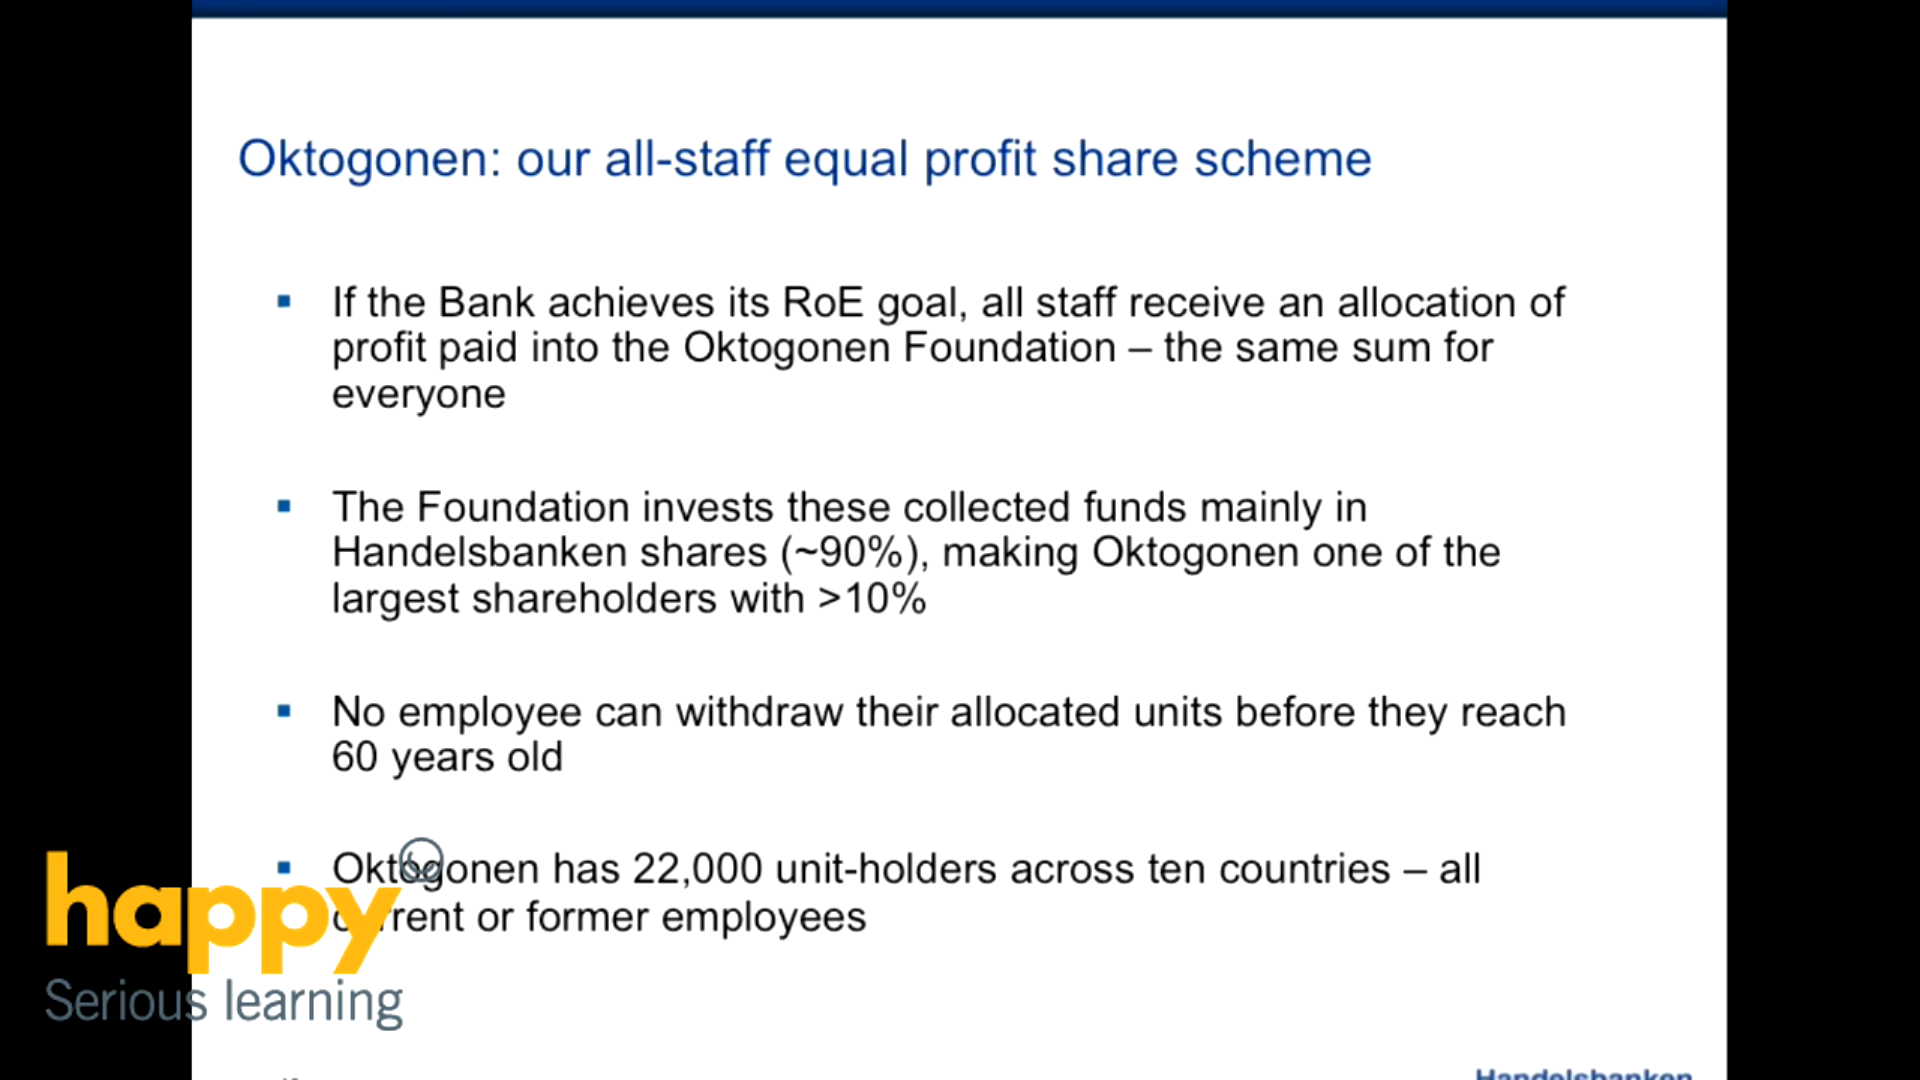 Oktogonen: our all-staff equal profit share scheme
If the Bank achieves its RoE goal, all staff receive an allocation of
profit paid into the Oktogonen Foundation – the same sum for
everyone
The Foundation invests these collected funds mainly in
Handelsbanken shares (~90%), making Oktogonen one of the
largest shareholders with >10%
No employee can withdraw their allocated units before they reach
60 years old
Oktogonen has 22,000 unit-holders across ten countries – all
current or former employees
happy
Serious learning
Handelsbanken